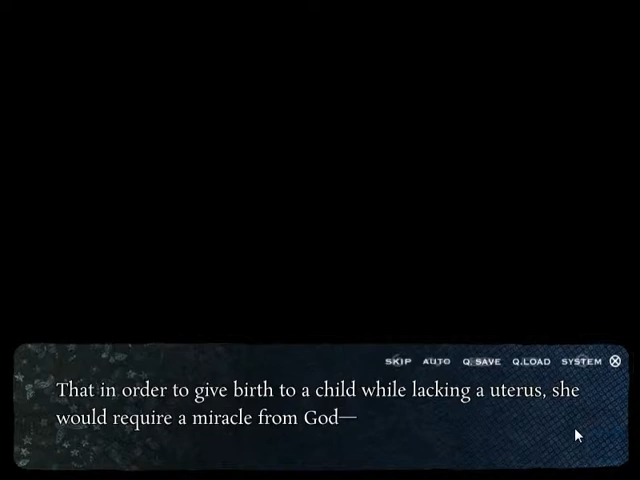 SKIP AUTO Q.SAVE Q.LOAD SYSTEM
That in order to give birth to a child while lacking a uterus, she
would require a miracle from God—